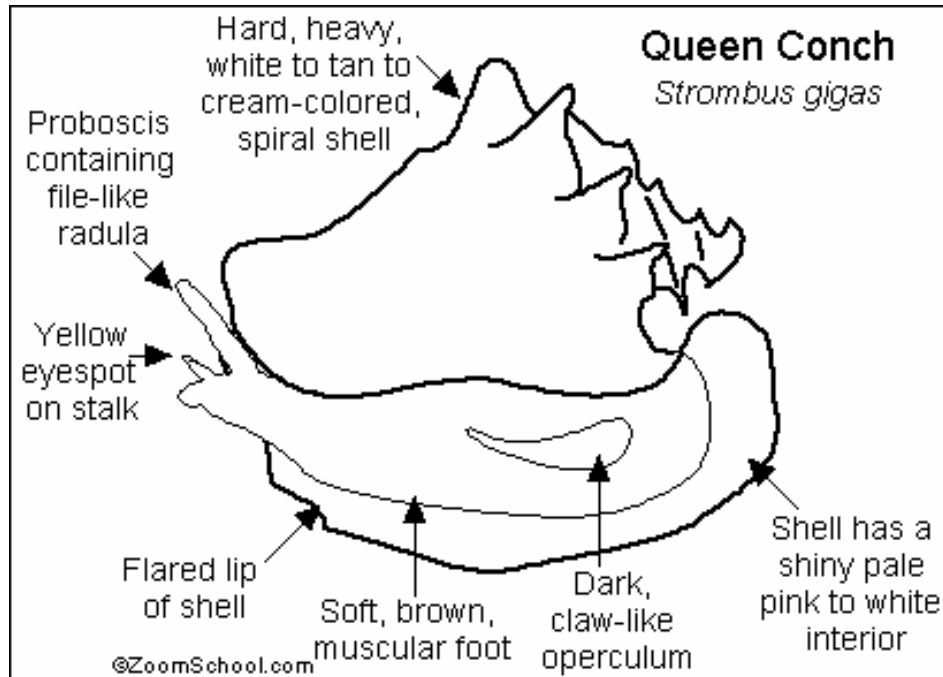 Queen Conch
Strombus gigas
Hard, heavy,
white to tan to
cream-colored,
spiral shell
Proboscis
containing
file-like
radula
Yellow
eyespot
on stalk
Flared lip
of shell
Soft, brown,
muscular foot
Dark,
claw-like
operculum
Shell has a
shiny pale
pink to white
interior
©ZoomSchool.com